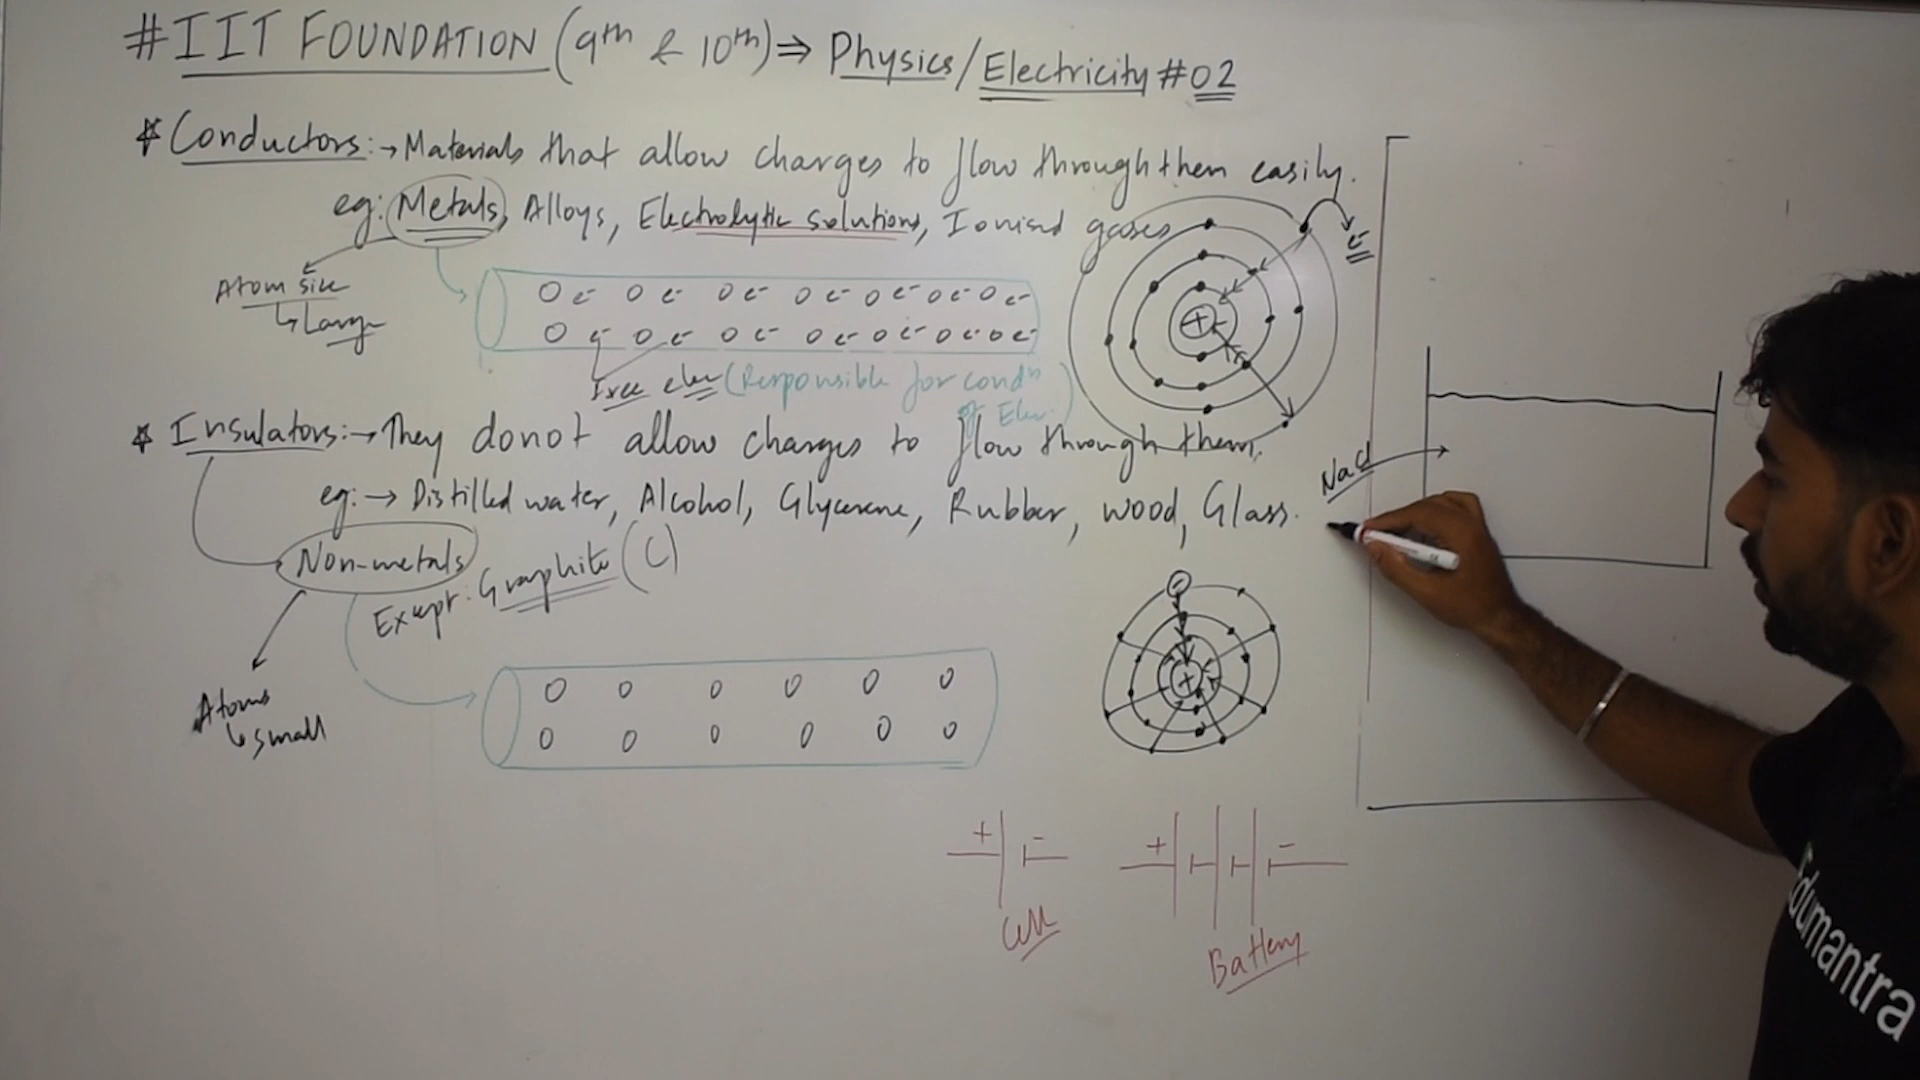 #IIT FOUNDATION (9th & 10th) ⇒ Physics/Electricity #02
* Conductors:→ Materials that allow charges to flow through them easily.
eg: Metals, Alloys, Electrolytic solutions, Ionised gases
e-
Atom size
↳ Large
O e- O e- O e- O e- O e- O e- O e-
O e- O e- O e- O e- O e- O e- O e-
+
Free elec (Responsible for condn
of Elec.)
* Insulators:→ They donot allow charges to flow through them.
NaCl
eg:→ Distilled water, Alcohol, Glycerene, Rubber, Wood, Glass.
Non-metals
Except: Graphite (C)
Atoms
↳ small
O O O O O O
O O O O O O
+
+ -
Cell
+ -
Battery
Edumantra